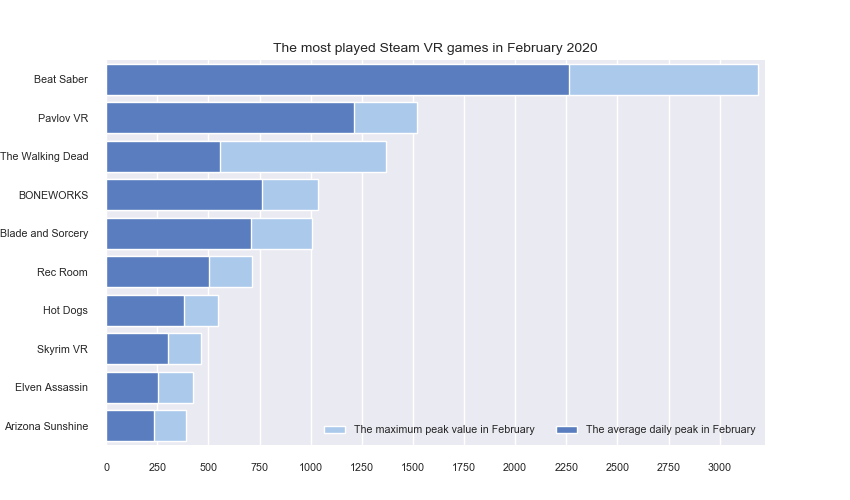 The most played Steam VR games in February 2020
Beat Saber
Pavlov VR
The Walking Dead
BONEWORKS
Blade and Sorcery
Rec Room
Hot Dogs
Skyrim VR
Elven Assassin
Arizona Sunshine
The maximum peak value in February
The average daily peak in February
0 250 500 750 1000 1250 1500 1750 2000 2250 2500 2750 3000